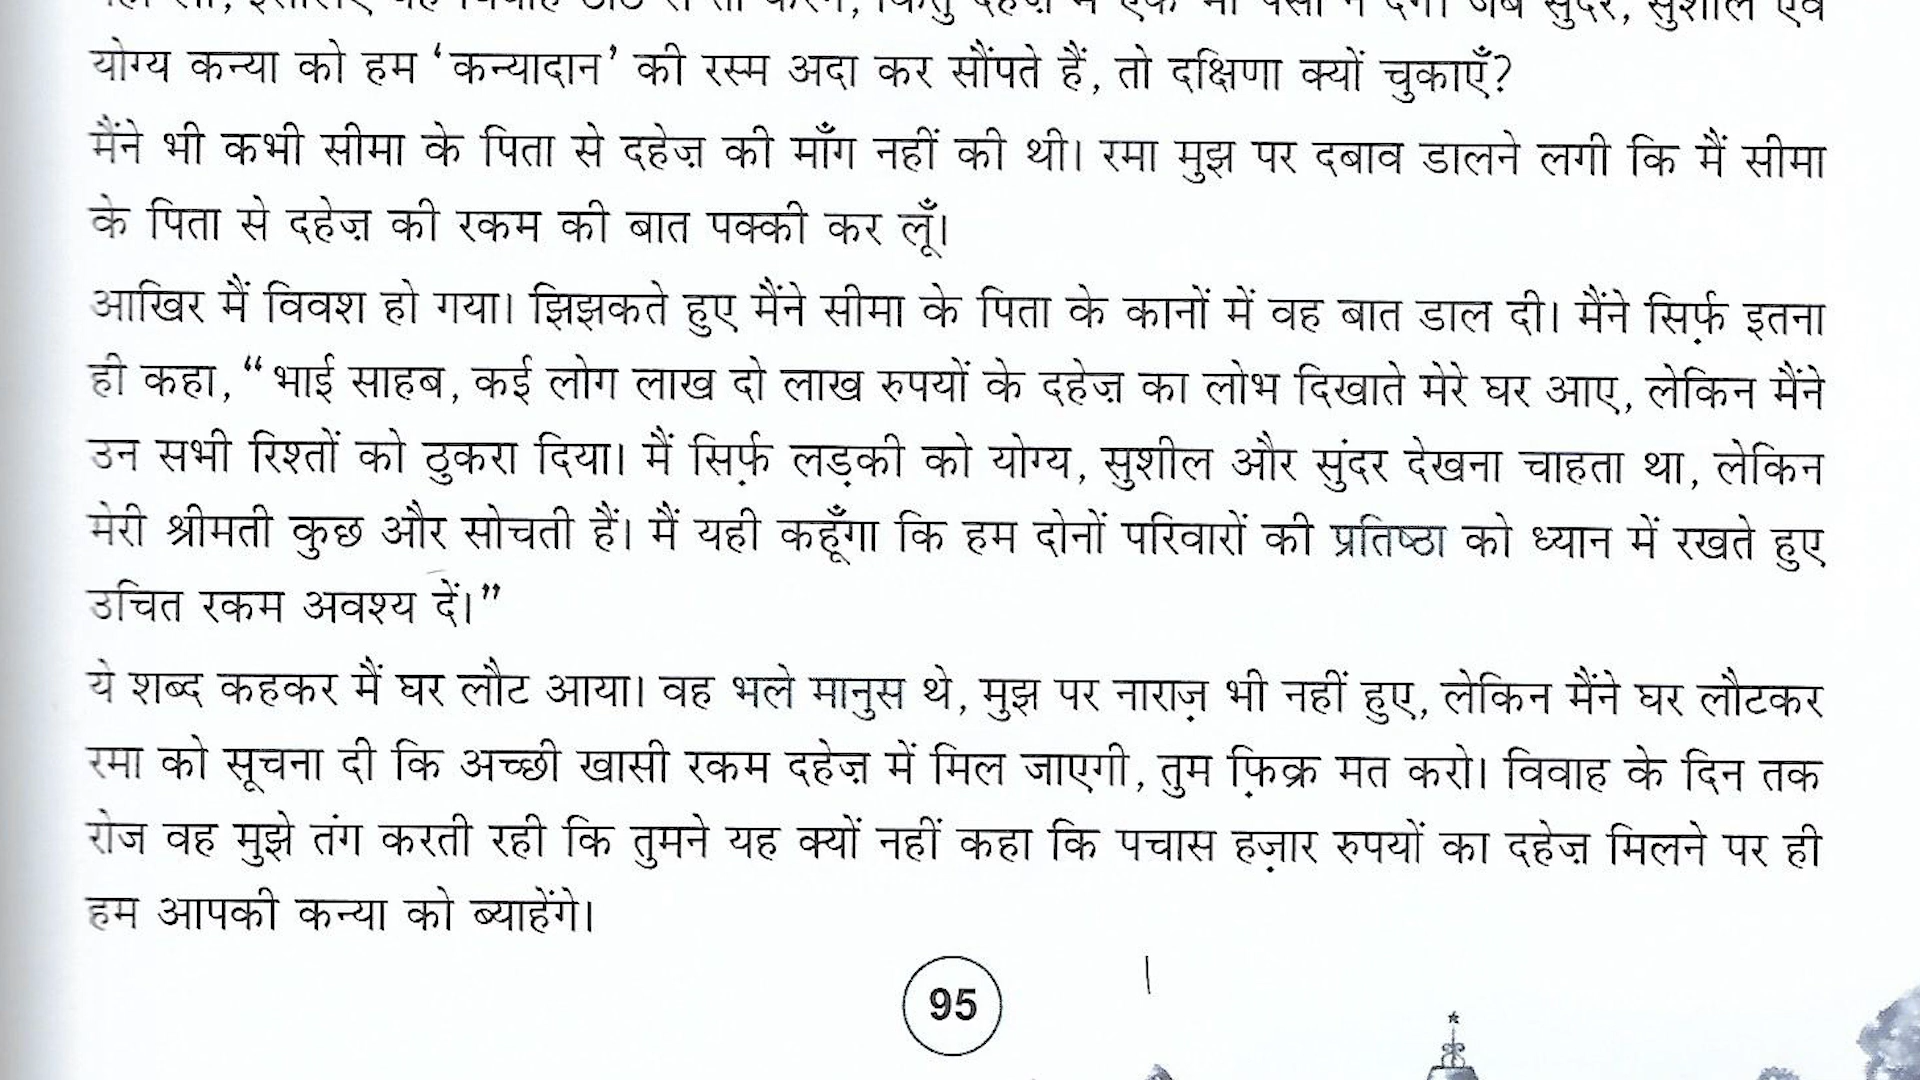 सुंदर, सुशील एवं
योग्य कन्या को हम ‘कन्यादान’ की रस्म अदा कर सौंपते हैं, तो दक्षिणा क्यों चुकाएँ?
मैंने भी कभी सीमा के पिता से दहेज़ की माँग नहीं की थी। रमा मुझ पर दबाव डालने लगी कि मैं सीमा
के पिता से दहेज़ की रकम की बात पक्की कर लूँ।
आखिर मैं विवश हो गया। झिझकते हुए मैंने सीमा के पिता के कानों में वह बात डाल दी। मैंने सिर्फ़ इतना
ही कहा, “भाई साहब, कई लोग लाख दो लाख रुपयों के दहेज़ का लोभ दिखाते मेरे घर आए, लेकिन मैंने
उन सभी रिश्तों को ठुकरा दिया। मैं सिर्फ़ लड़की को योग्य, सुशील और सुंदर देखना चाहता था, लेकिन
मेरी श्रीमती कुछ और सोचती हैं। मैं यही कहूँगा कि हम दोनों परिवारों की प्रतिष्ठा को ध्यान में रखते हुए
उचित रकम अवश्य दें।”
ये शब्द कहकर मैं घर लौट आया। वह भले मानुस थे, मुझ पर नाराज़ भी नहीं हुए, लेकिन मैंने घर लौटकर
रमा को सूचना दी कि अच्छी खासी रकम दहेज़ में मिल जाएगी, तुम फ़िक्र मत करो। विवाह के दिन तक
रोज वह मुझे तंग करती रही कि तुमने यह क्यों नहीं कहा कि पचास हज़ार रुपयों का दहेज़ मिलने पर ही
हम आपकी कन्या को ब्याहेंगे।
95